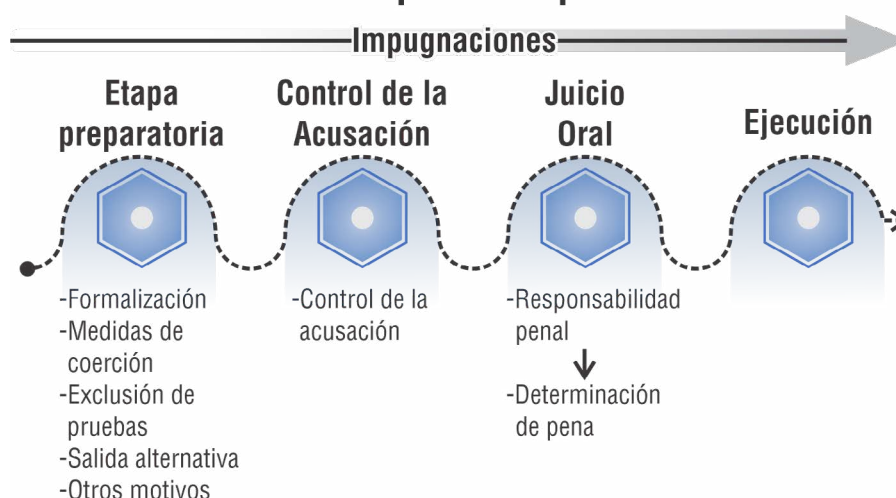 Impugnaciones
Etapa
preparatoria
Control de la
Acusación
Juicio
Oral
Ejecución
-Formalización
-Medidas de
coerción
-Exclusión de
pruebas
-Salida alternativa
-Otros motivos
-Control de la
acusación
-Responsabilidad
penal
-Determinación
de pena